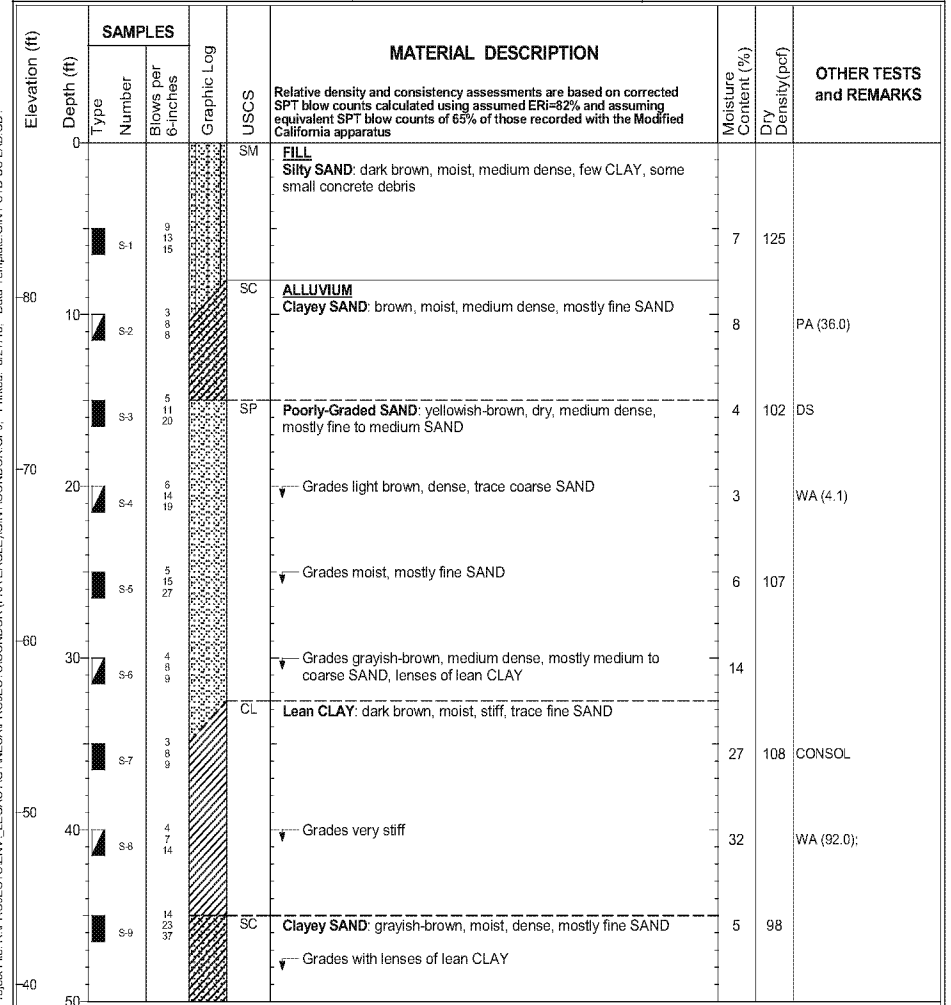 SAMPLES
Elevation (ft)
Depth (ft)
Type
Number
Blows per
6-inches
Graphic Log
USCS
MATERIAL DESCRIPTION
Relative density and consistency assessments are based on corrected
SPT blow counts calculated using assumed ERi=82% and assuming
equivalent SPT blow counts of 65% of those recorded with the Modified
California apparatus
Moisture
Content (%)
Dry
Density(pcf)
OTHER TESTS
and REMARKS
0
SM
FILL
Silty SAND: dark brown, moist, medium dense, few CLAY, some
small concrete debris
S-1
9
13
15
7
125
80
SC
ALLUVIUM
Clayey SAND: brown, moist, medium dense, mostly fine SAND
10
S-2
3
8
8
8
PA (36.0)
S-3
5
11
20
SP
Poorly-Graded SAND: yellowish-brown, dry, medium dense,
mostly fine to medium SAND
4
102
DS
70
20
S-4
6
14
19
Grades light brown, dense, trace coarse SAND
3
WA (4.1)
S-5
5
15
27
Grades moist, mostly fine SAND
6
107
60
30
S-6
4
8
9
Grades grayish-brown, medium dense, mostly medium to
coarse SAND, lenses of lean CLAY
14
CL
Lean CLAY: dark brown, moist, stiff, trace fine SAND
S-7
3
8
9
27
108
CONSOL
50
40
S-8
4
7
14
Grades very stiff
32
WA (92.0);
S-9
14
23
37
SC
Clayey SAND: grayish-brown, moist, dense, mostly fine SAND
5
98
Grades with lenses of lean CLAY
40
50